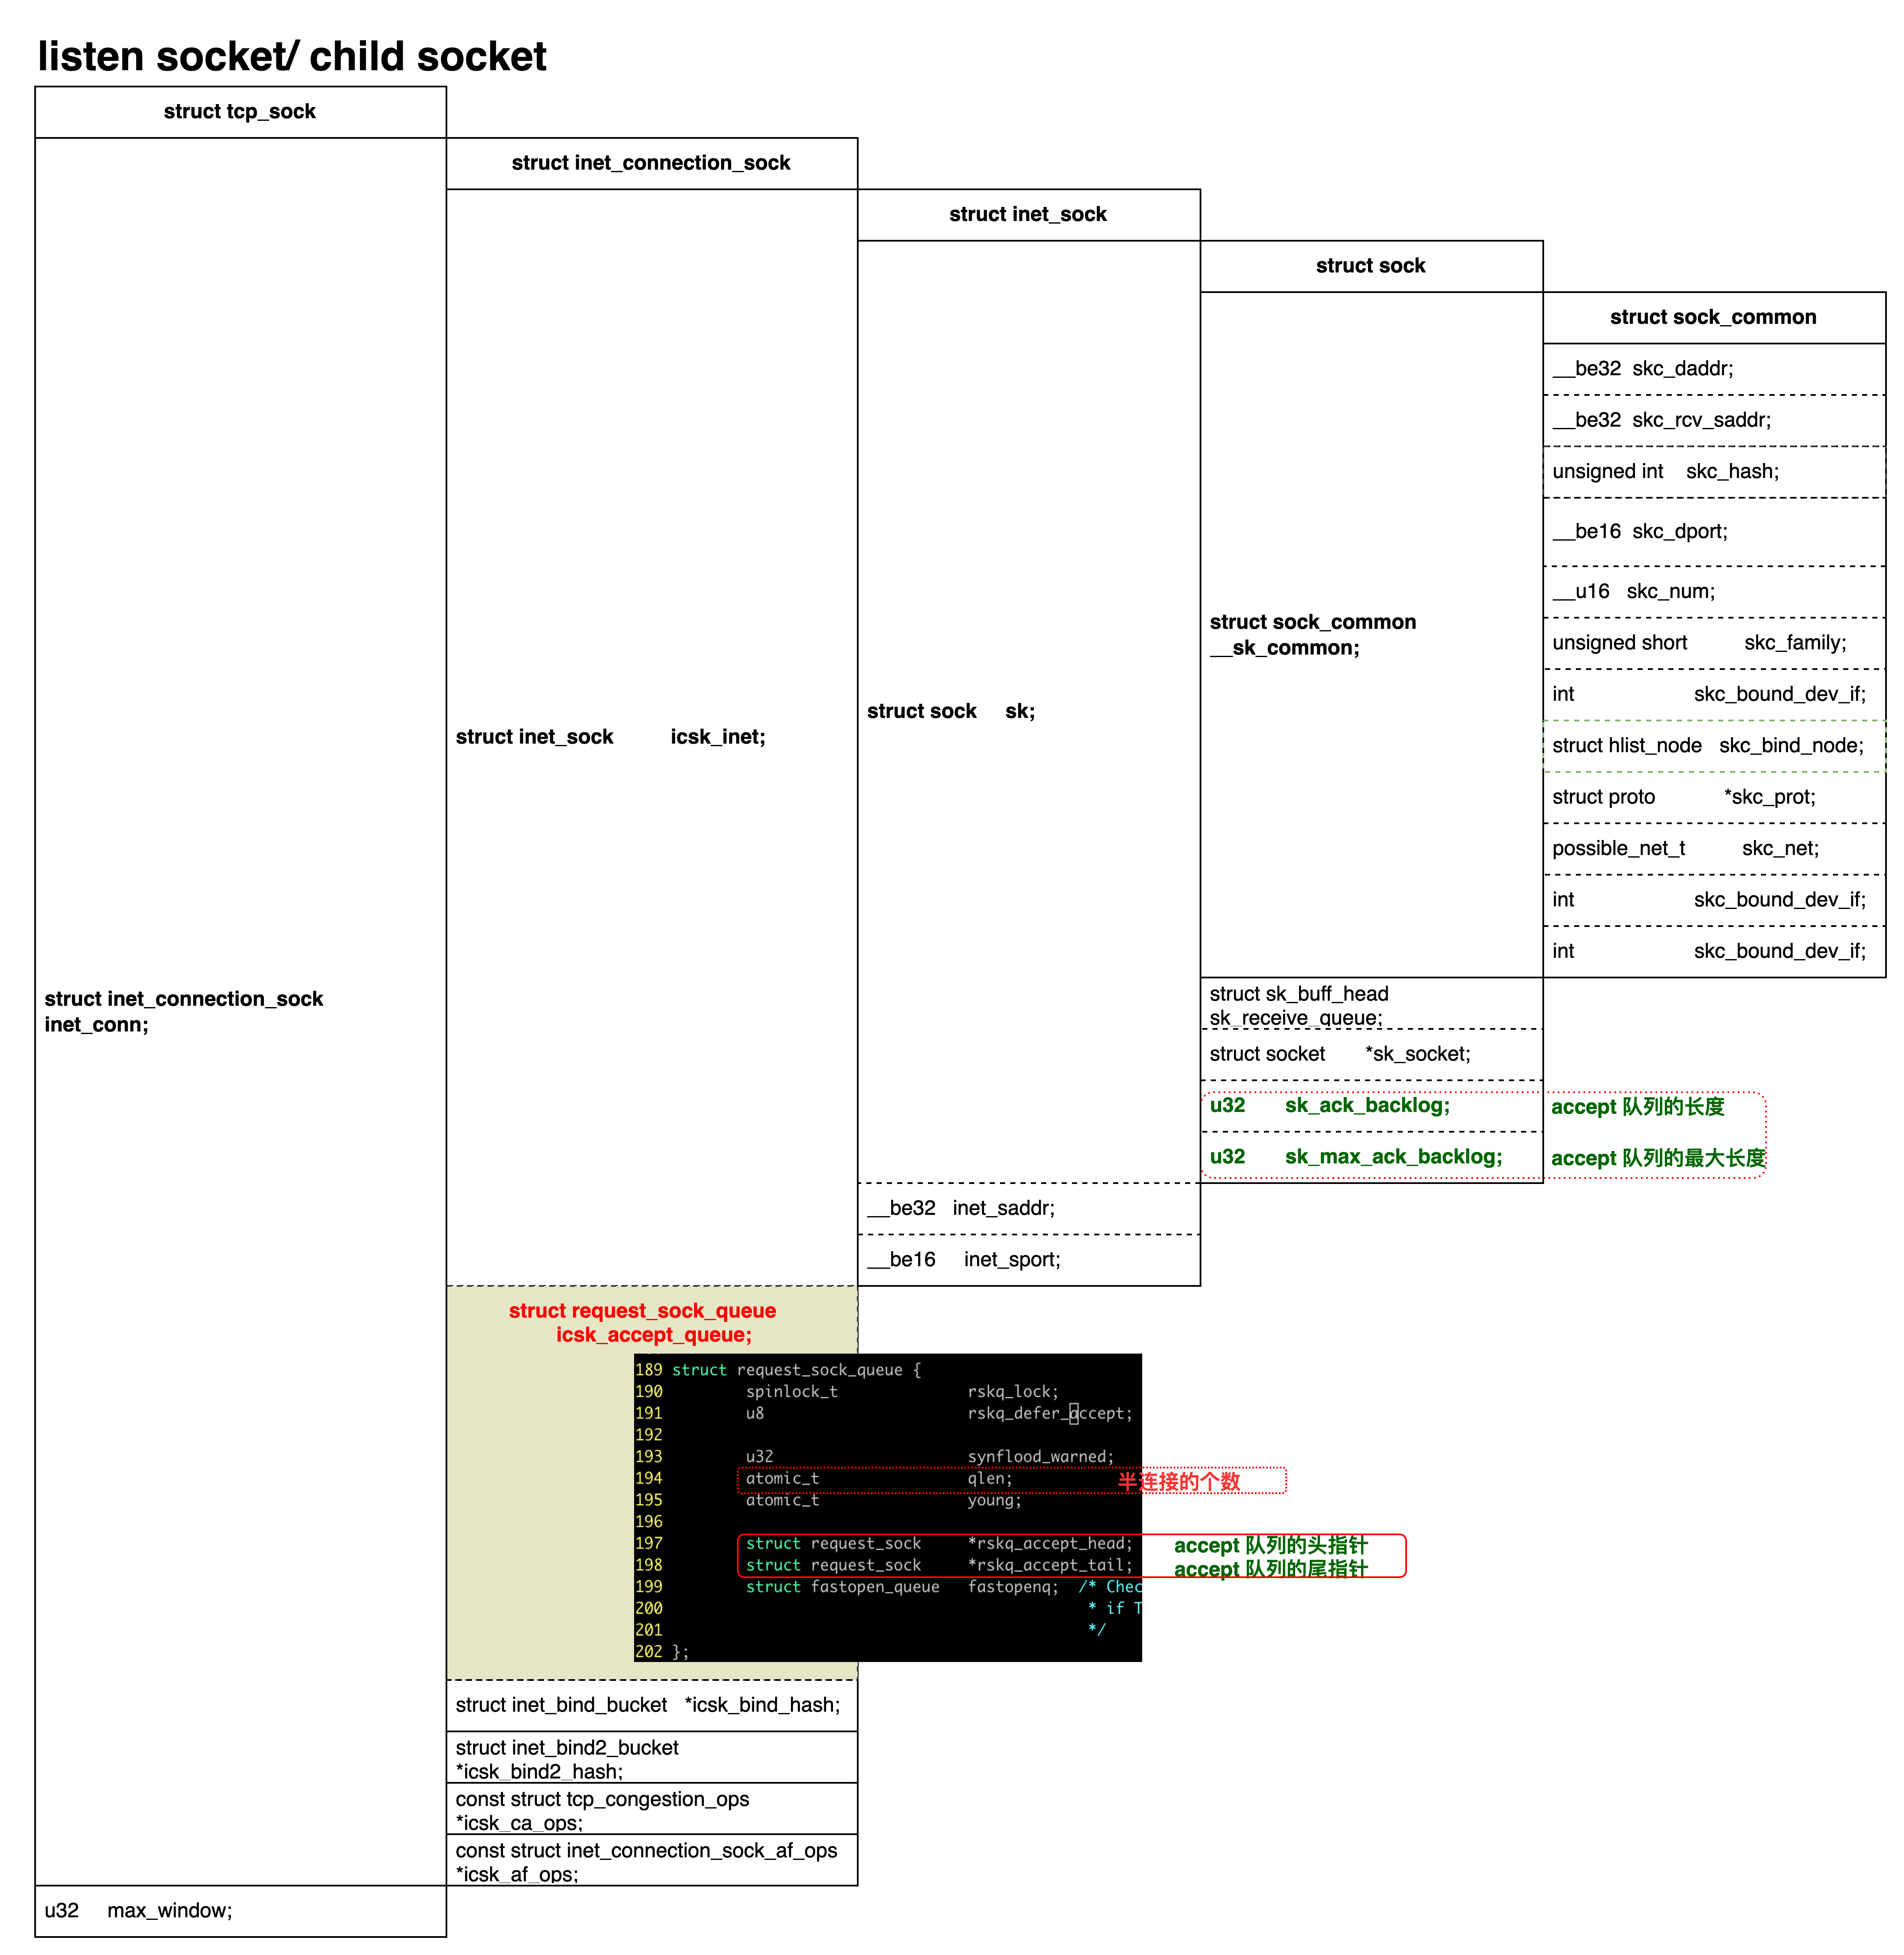 listen socket/ child socket
struct tcp_sock
struct inet_connection_sock
struct inet_sock
struct sock
struct sock_common
__be32  skc_daddr;
__be32  skc_rcv_saddr;
unsigned int    skc_hash;
__be16  skc_dport;
__u16   skc_num;
struct sock_common
__sk_common;
unsigned short          skc_family;
int                     skc_bound_dev_if;
struct sock     sk;
struct inet_sock          icsk_inet;
struct hlist_node   skc_bind_node;
struct proto            *skc_prot;
possible_net_t          skc_net;
int                     skc_bound_dev_if;
int                     skc_bound_dev_if;
struct inet_connection_sock
inet_conn;
struct sk_buff_head
sk_receive_queue;
struct socket       *sk_socket;
u32       sk_ack_backlog;   accept 队列的长度
u32       sk_max_ack_backlog;   accept 队列的最大长度
__be32   inet_saddr;
__be16     inet_sport;
struct request_sock_queue
icsk_accept_queue;
189 struct request_sock_queue {
190         spinlock_t              rskq_lock;
191         u8                      rskq_defer_accept;
192
193         u32                     synflood_warned;
194         atomic_t                qlen;   半连接的个数
195         atomic_t                young;
196
197         struct request_sock     *rskq_accept_head;   accept 队列的头指针
198         struct request_sock     *rskq_accept_tail;   accept 队列的尾指针
199         struct fastopen_queue   fastopenq;  /* Chec
200                                              * if T
201                                              */
202 };
struct inet_bind_bucket   *icsk_bind_hash;
struct inet_bind2_bucket
*icsk_bind2_hash;
const struct tcp_congestion_ops
*icsk_ca_ops;
const struct inet_connection_sock_af_ops
*icsk_af_ops;
u32     max_window;